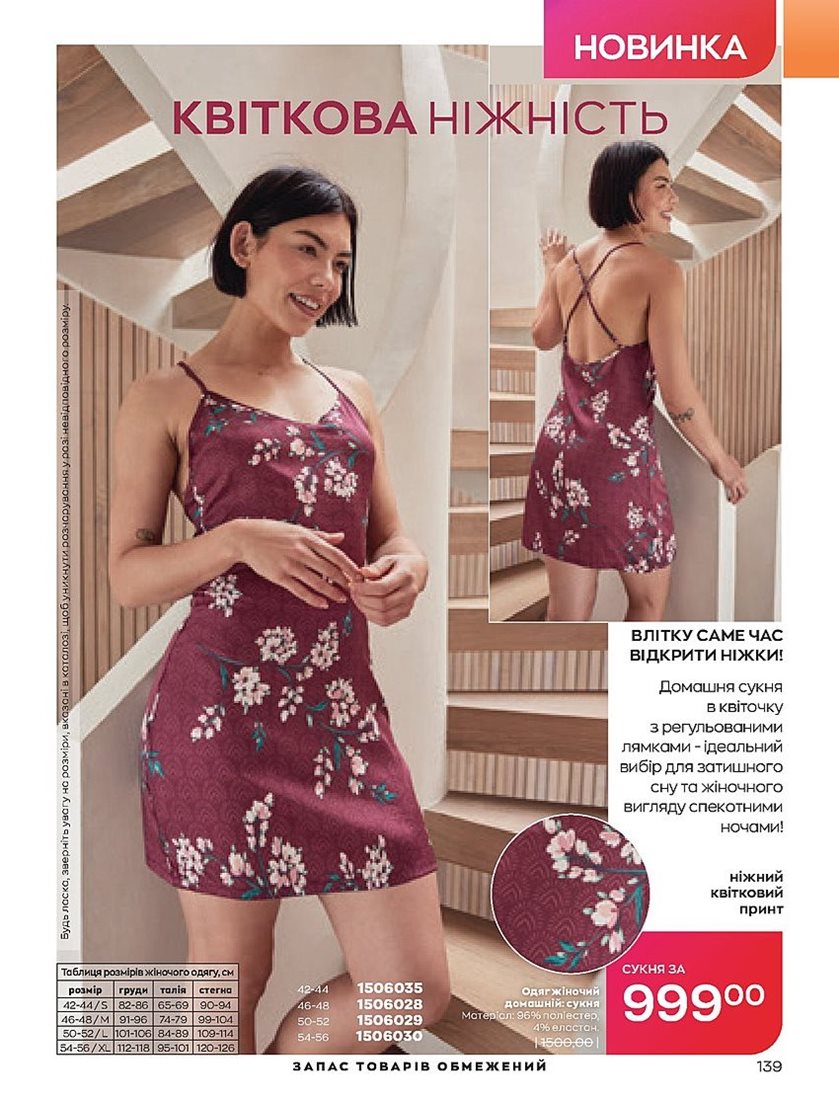 НОВИНКА
КВІТКОВА НІЖНІСТЬ
Будь ласка, зверніть увагу на розміри, вказані в каталозі, щоб уникнути розчарування у разі невідповідного розміру.
ВЛІТКУ САМЕ ЧАС
ВІДКРИТИ НІЖКИ!
Домашня сукня
в квіточку
з регульованими
лямками - ідеальний
вибір для затишного
сну та жіночного
вигляду спекотними
ночами!
ніжний
квітковий
принт
Таблиця розмірів жіночого одягу, см
розмір груди талія стегна
42-44 / S 82-86 65-69 90-94
46-48 / M 91-96 74-79 99-104
50-52 / L 101-106 84-89 109-114
54-56 / XL 112-118 95-101 120-126
42-44 1506035
46-48 1506028
50-52 1506029
54-56 1506030
Одяг жіночий
домашній: сукня
Матеріал: 96% поліестер,
4% еластан.
| 1500,00 |
СУКНЯ ЗА
999⁰⁰
ЗАПАС ТОВАРІВ ОБМЕЖЕНИЙ
139